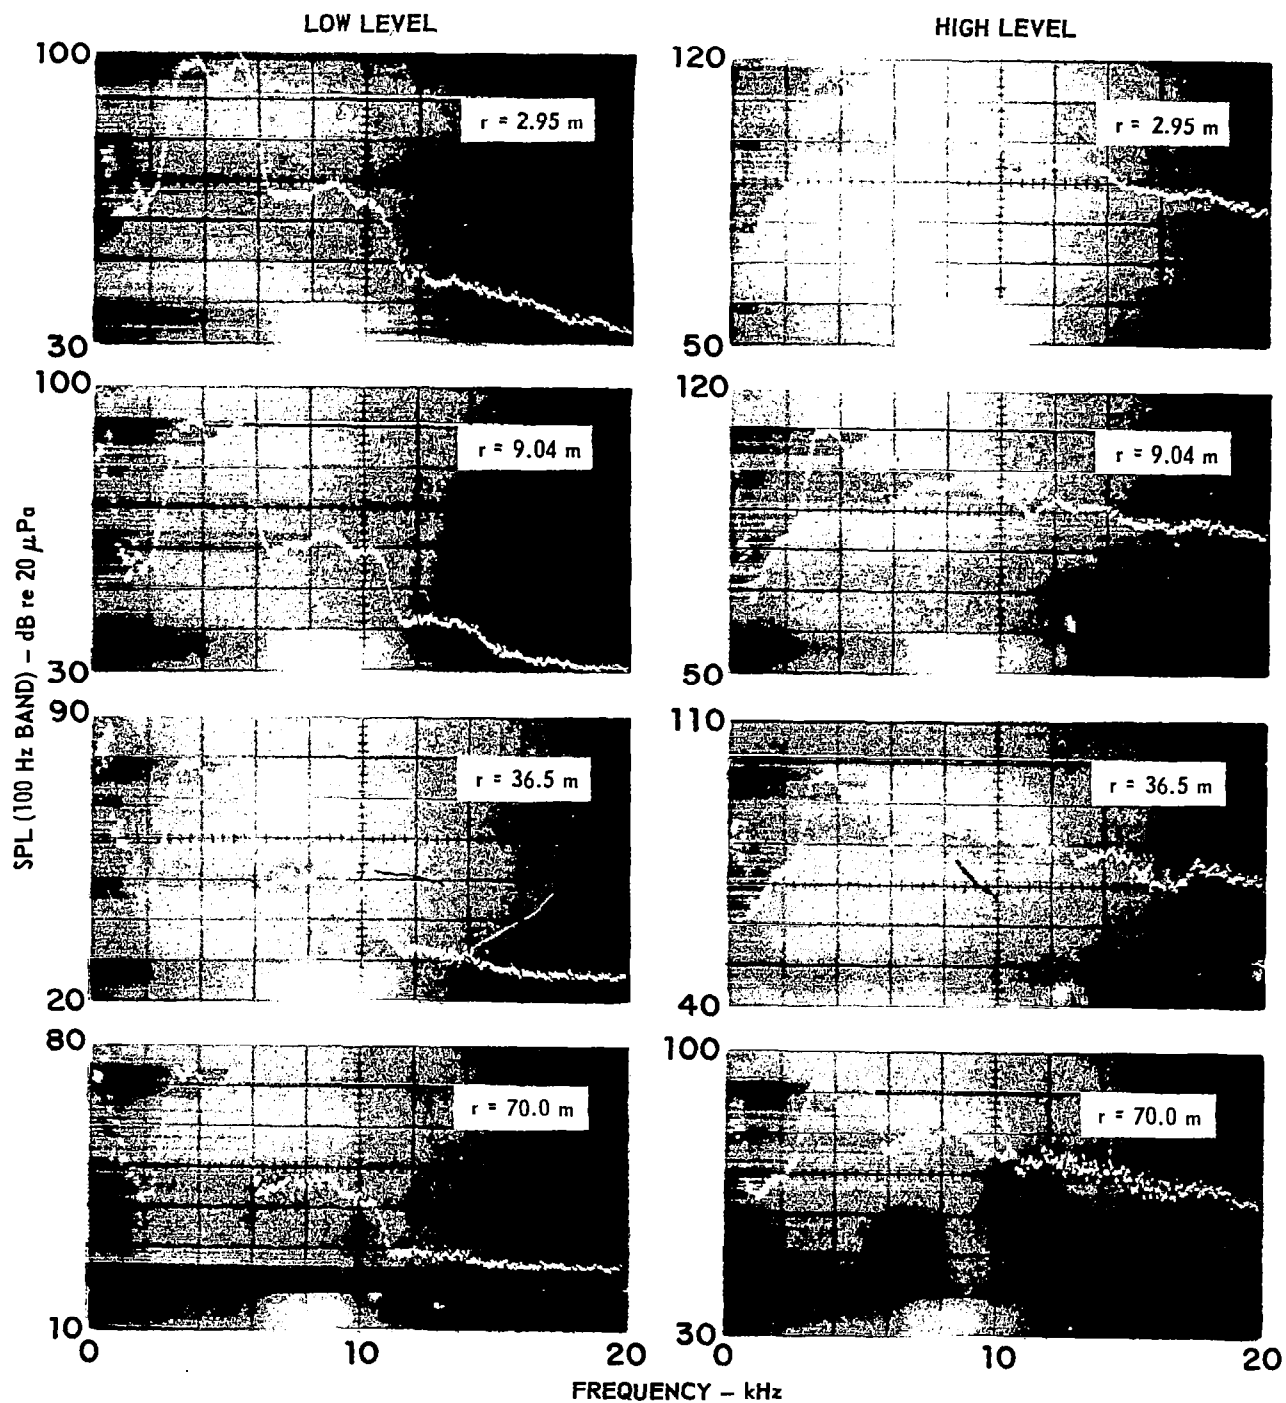 LOW LEVEL
HIGH LEVEL
100
r = 2.95 m
30
120
r = 2.95 m
50
100
r = 9.04 m
30
120
r = 9.04 m
50
SPL (100 Hz BAND) – dB re 20 μPa
90
r = 36.5 m
20
110
r = 36.5 m
40
80
r = 70.0 m
10
100
r = 70.0 m
30
0 10 20
0 10 20
FREQUENCY – kHz